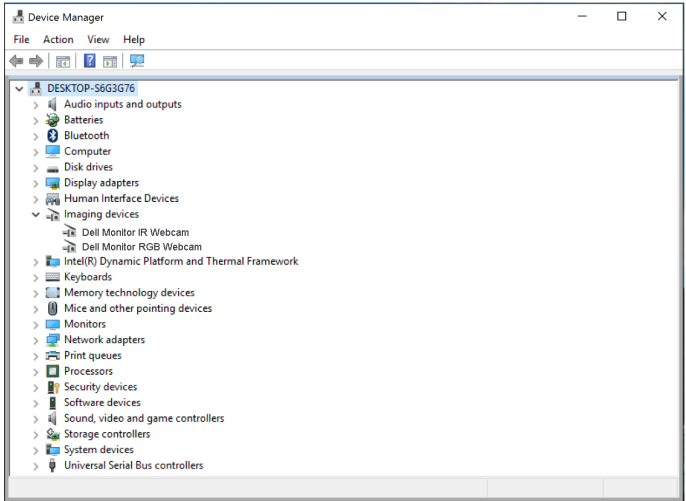 Device Manager
File Action View Help
DESKTOP-S6G3G76
Audio inputs and outputs
Batteries
Bluetooth
Computer
Disk drives
Display adapters
Human Interface Devices
Imaging devices
Dell Monitor IR Webcam
Dell Monitor RGB Webcam
Intel(R) Dynamic Platform and Thermal Framework
Keyboards
Memory technology devices
Mice and other pointing devices
Monitors
Network adapters
Print queues
Processors
Security devices
Software devices
Sound, video and game controllers
Storage controllers
System devices
Universal Serial Bus controllers